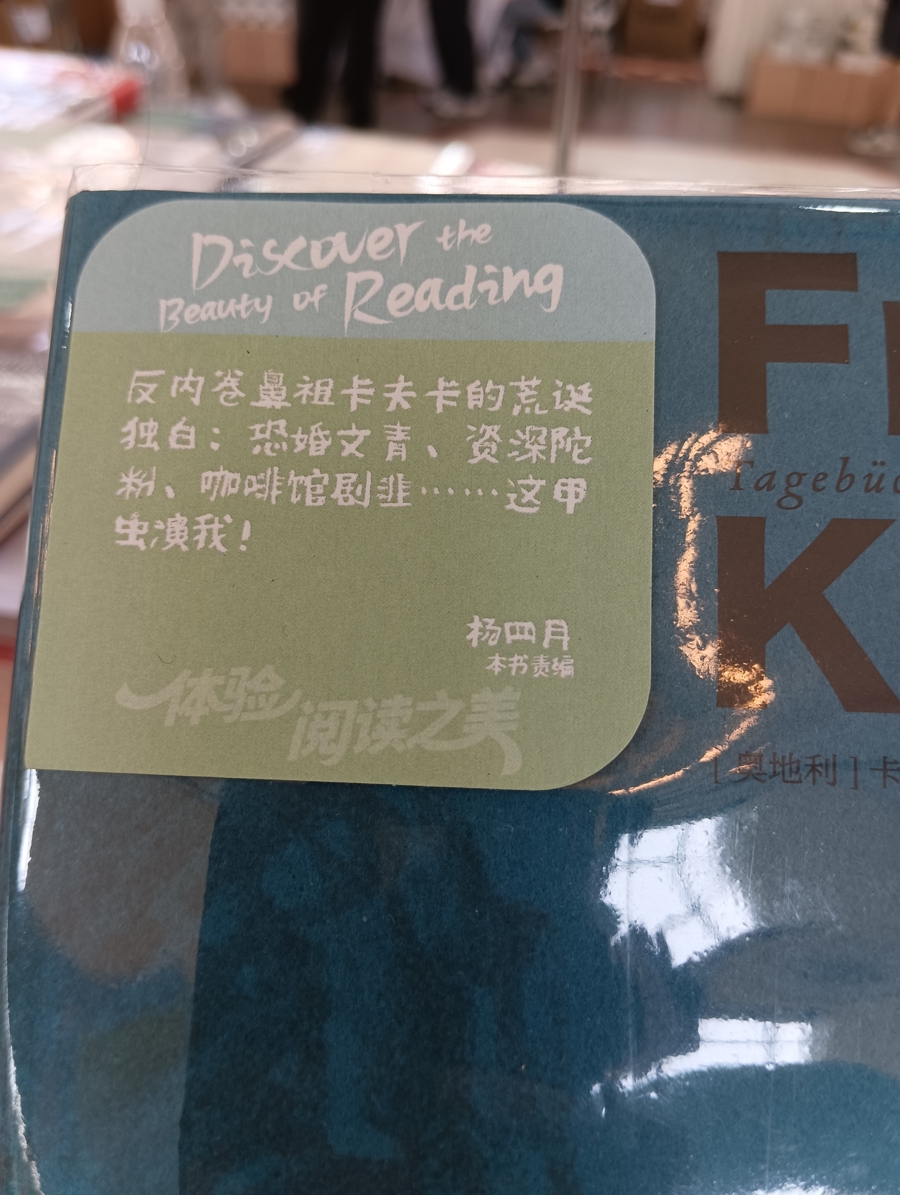 Discover the
Beauty of Reading
反内卷鼻祖卡夫卡的荒诞
独白：恐婚文青、资深陀
粉、咖啡馆剧韭……这甲
虫演我！
杨四月
本书责编
体验
阅读之美
F
Tagebüc
K
[奥地利] 卡